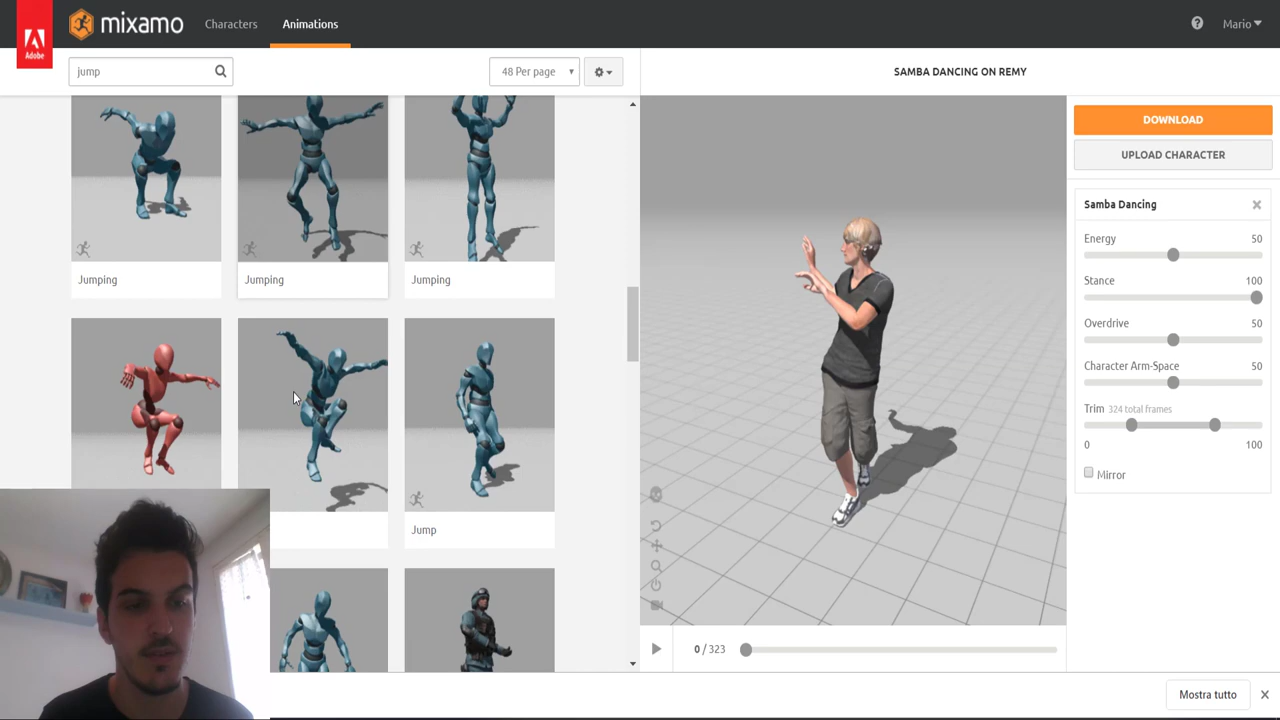 Adobe
mixamo
Characters
Animations
Mario
jump
48 Per page
SAMBA DANCING ON REMY
DOWNLOAD
UPLOAD CHARACTER
Jumping
Jumping
Jumping
Samba Dancing
Energy 50
Stance 100
Overdrive 50
Character Arm-Space 50
Trim 324 total frames
0 100
Mirror
Jump
0 / 323
Mostra tutto